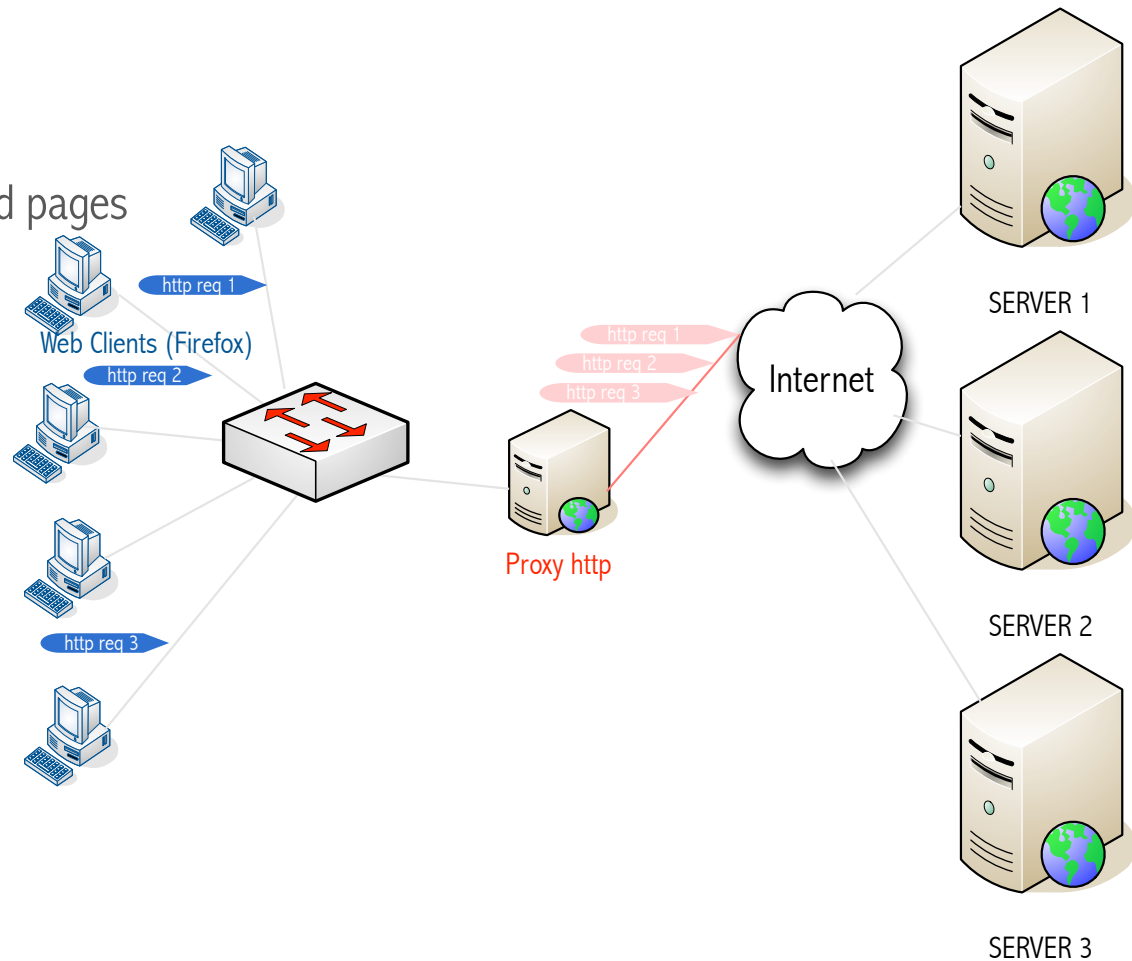 d pages
http req 1
Web Clients (Firefox)
http req 2
http req 3
http req 1
http req 2
http req 3
Proxy http
Internet
SERVER 1
SERVER 2
SERVER 3